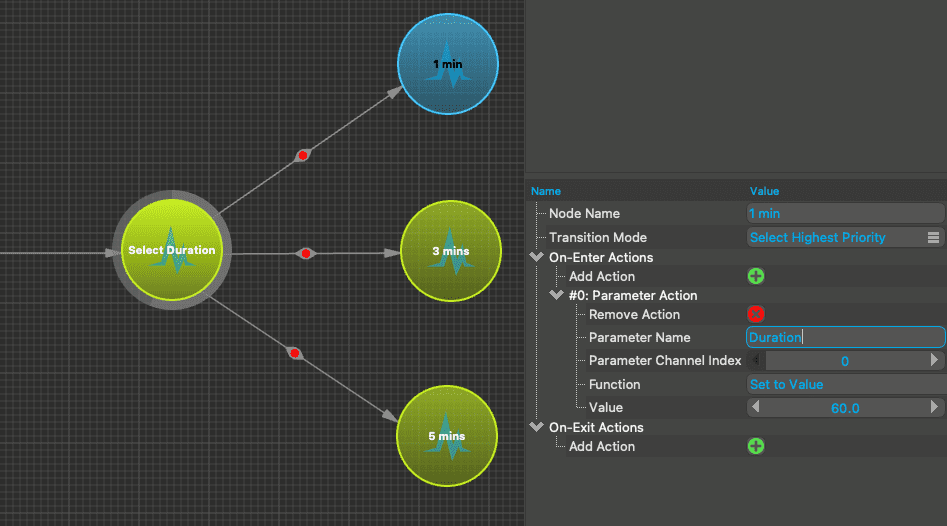 1 min
Select Duration
3 mins
5 mins
Name Value
Node Name 1 min
Transition Mode Select Highest Priority
On-Enter Actions
Add Action
#0: Parameter Action
Remove Action
Parameter Name Duration
Parameter Channel Index 0
Function Set to Value
Value 60.0
On-Exit Actions
Add Action